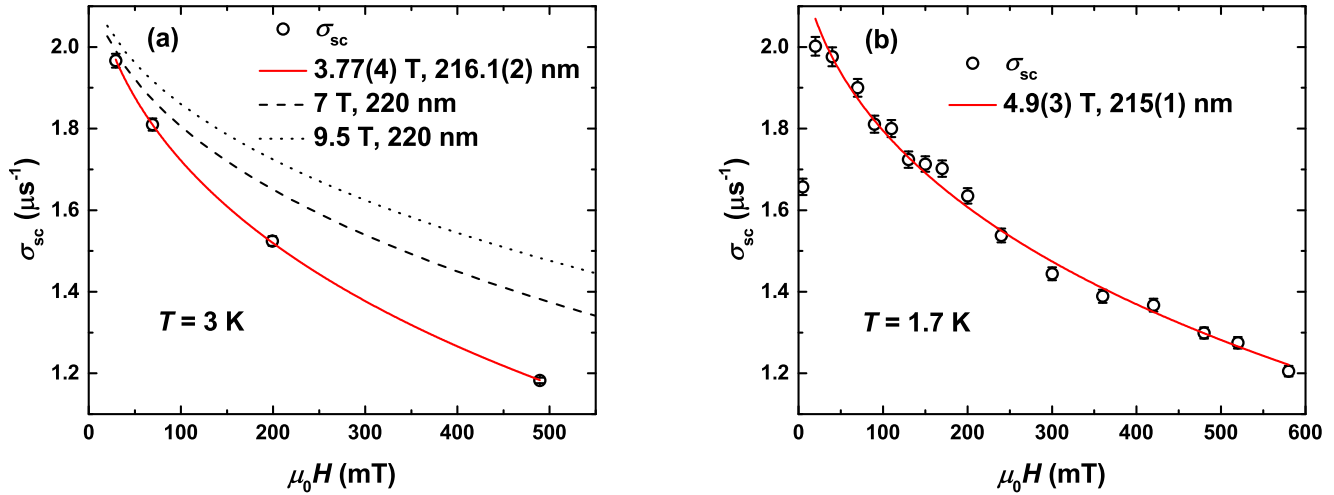 (a)
σsc
3.77(4) T, 216.1(2) nm
7 T, 220 nm
9.5 T, 220 nm
T = 3 K
2.0
1.8
1.6
1.4
1.2
σsc (μs⁻¹)
0 100 200 300 400 500
μ₀H (mT)
(b)
σsc
4.9(3) T, 215(1) nm
T = 1.7 K
2.0
1.8
1.6
1.4
1.2
σsc (μs⁻¹)
0 100 200 300 400 500 600
μ₀H (mT)